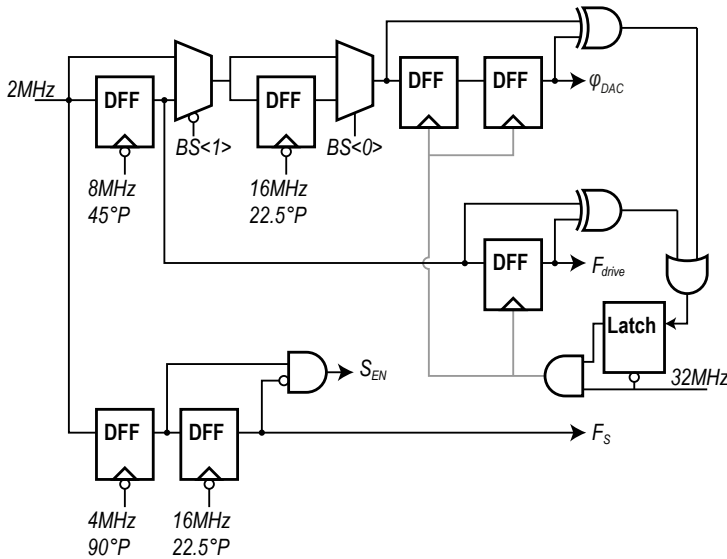 2MHz
DFF
8MHz
45°P
BS<1>
DFF
16MHz
22.5°P
BS<0>
DFF
DFF
φDAC
DFF
Fdrive
Latch
32MHz
SEN
DFF
4MHz
90°P
DFF
16MHz
22.5°P
FS